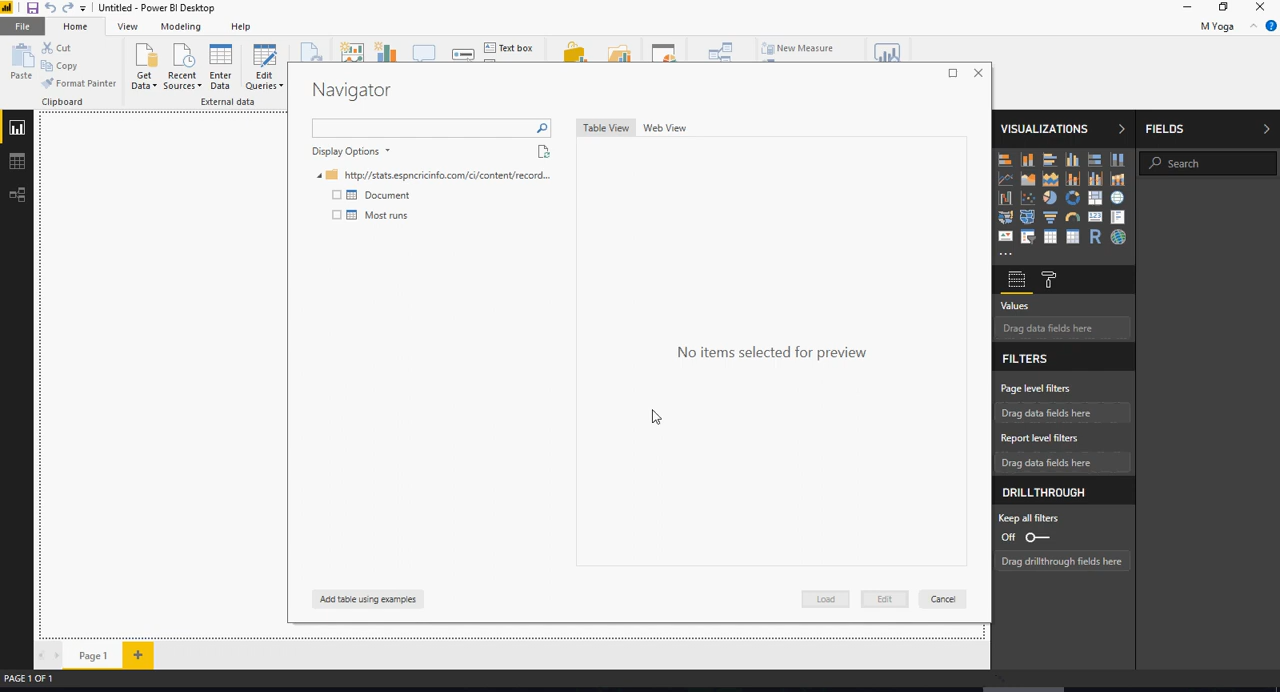 Untitled - Power BI Desktop
File Home View Modeling Help
M Yoga
Paste
Cut
Copy
Format Painter
Clipboard
Get Data
Recent Sources
Enter Data
Edit Queries
External data
Text box
New Measure
Navigator
Display Options
http://stats.espncricinfo.com/ci/content/record...
Document
Most runs
Table View Web View
No items selected for preview
Add table using examples
Load Edit Cancel
VISUALIZATIONS
R
123
...
Values
Drag data fields here
FILTERS
Page level filters
Drag data fields here
Report level filters
Drag data fields here
DRILLTHROUGH
Keep all filters
Off
Drag drillthrough fields here
FIELDS
Search
Page 1
PAGE 1 OF 1